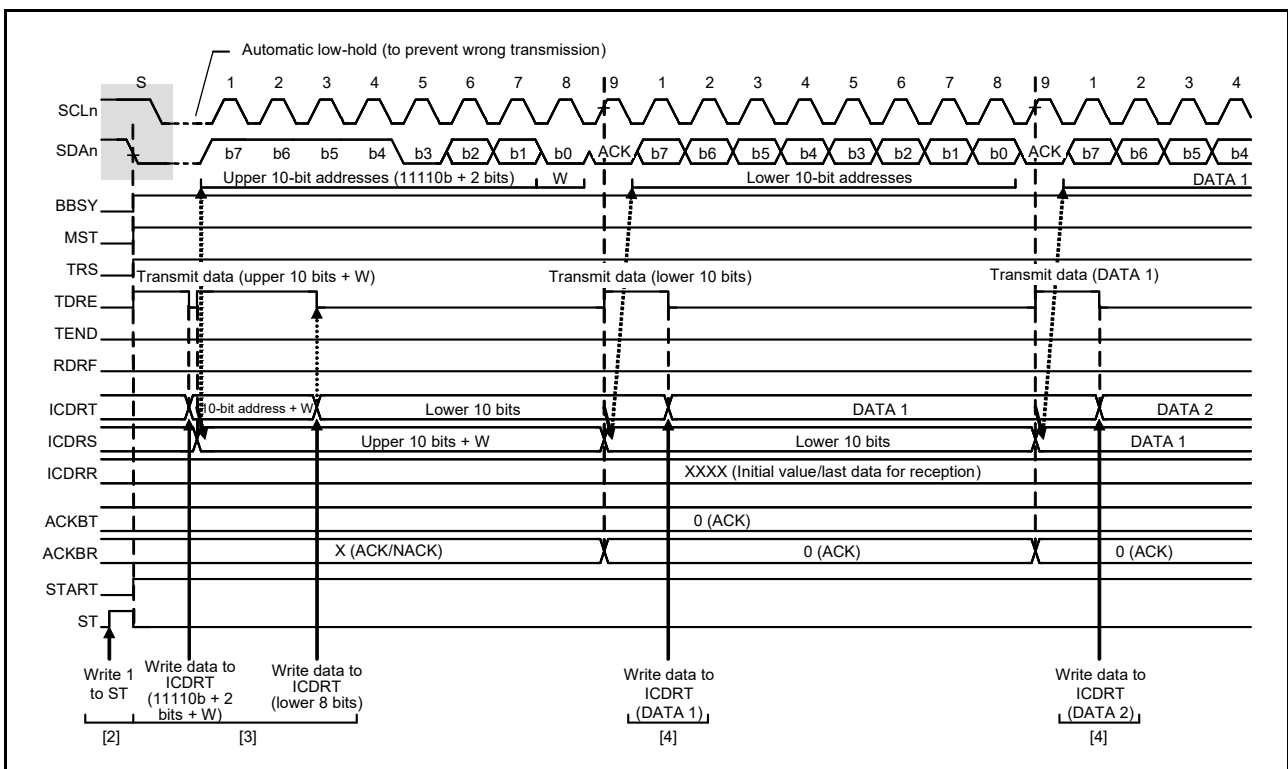 Automatic low-hold (to prevent wrong transmission)
S 1 2 3 4 5 6 7 8 9 1 2 3 4 5 6 7 8 9 1 2 3 4
SCLn
SDAn b7 b6 b5 b4 b3 b2 b1 b0 ACK b7 b6 b5 b4 b3 b2 b1 b0 ACK b7 b6 b5 b4
Upper 10-bit addresses (11110b + 2 bits) W Lower 10-bit addresses DATA 1
BBSY
MST
TRS
Transmit data (upper 10 bits + W) Transmit data (lower 10 bits) Transmit data (DATA 1)
TDRE
TEND
RDRF
ICDRT 10-bit address + W Lower 10 bits DATA 1 DATA 2
ICDRS Upper 10 bits + W Lower 10 bits DATA 1
ICDRR XXXX (Initial value/last data for reception)
ACKBT 0 (ACK)
ACKBR X (ACK/NACK) 0 (ACK) 0 (ACK)
START
ST
Write 1
to ST
Write data to
ICDRT
(11110b + 2
bits + W)
Write data to
ICDRT
(lower 8 bits)
Write data to
ICDRT
(DATA 1)
Write data to
ICDRT
(DATA 2)
[2] [3] [4] [4]